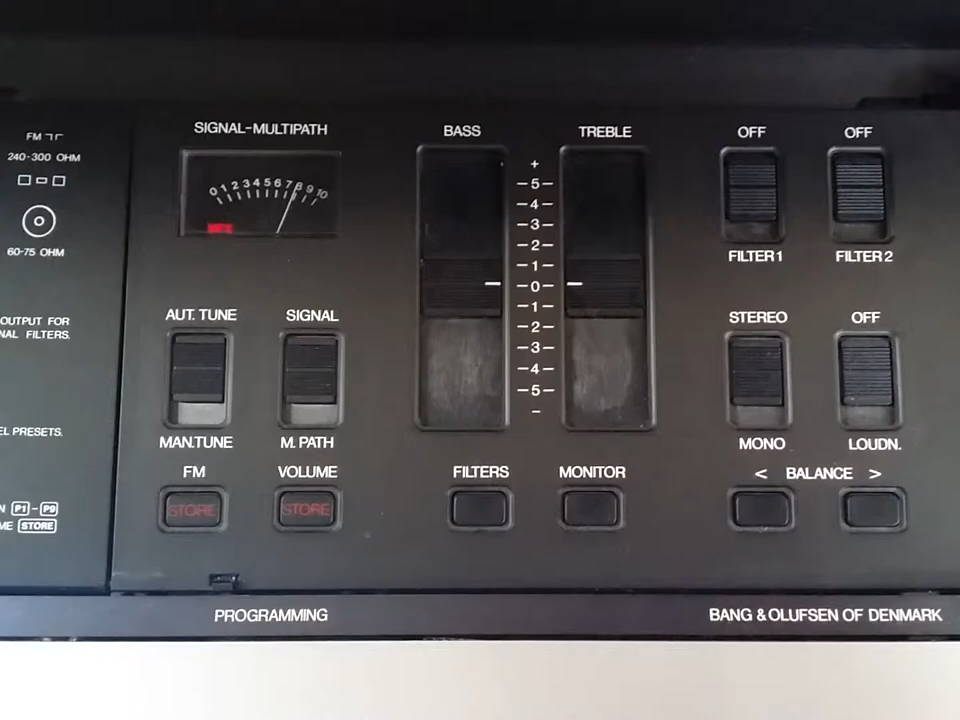 FM
240-300 OHM
60-75 OHM
OUTPUT FOR
NAL FILTERS.
EL PRESETS.
N P1-P9
ME STORE
SIGNAL-MULTIPATH
0 1 2 3 4 5 6 7 8 9 10
AUT. TUNE SIGNAL
MAN.TUNE M. PATH
FM VOLUME
STORE STORE
BASS TREBLE
+
-5-
-4-
-3-
-2-
-1-
-0-
-1-
-2-
-3-
-4-
-5-
-
FILTERS MONITOR
OFF OFF
FILTER1 FILTER 2
STEREO OFF
MONO LOUDN.
< BALANCE >
PROGRAMMING BANG & OLUFSEN OF DENMARK